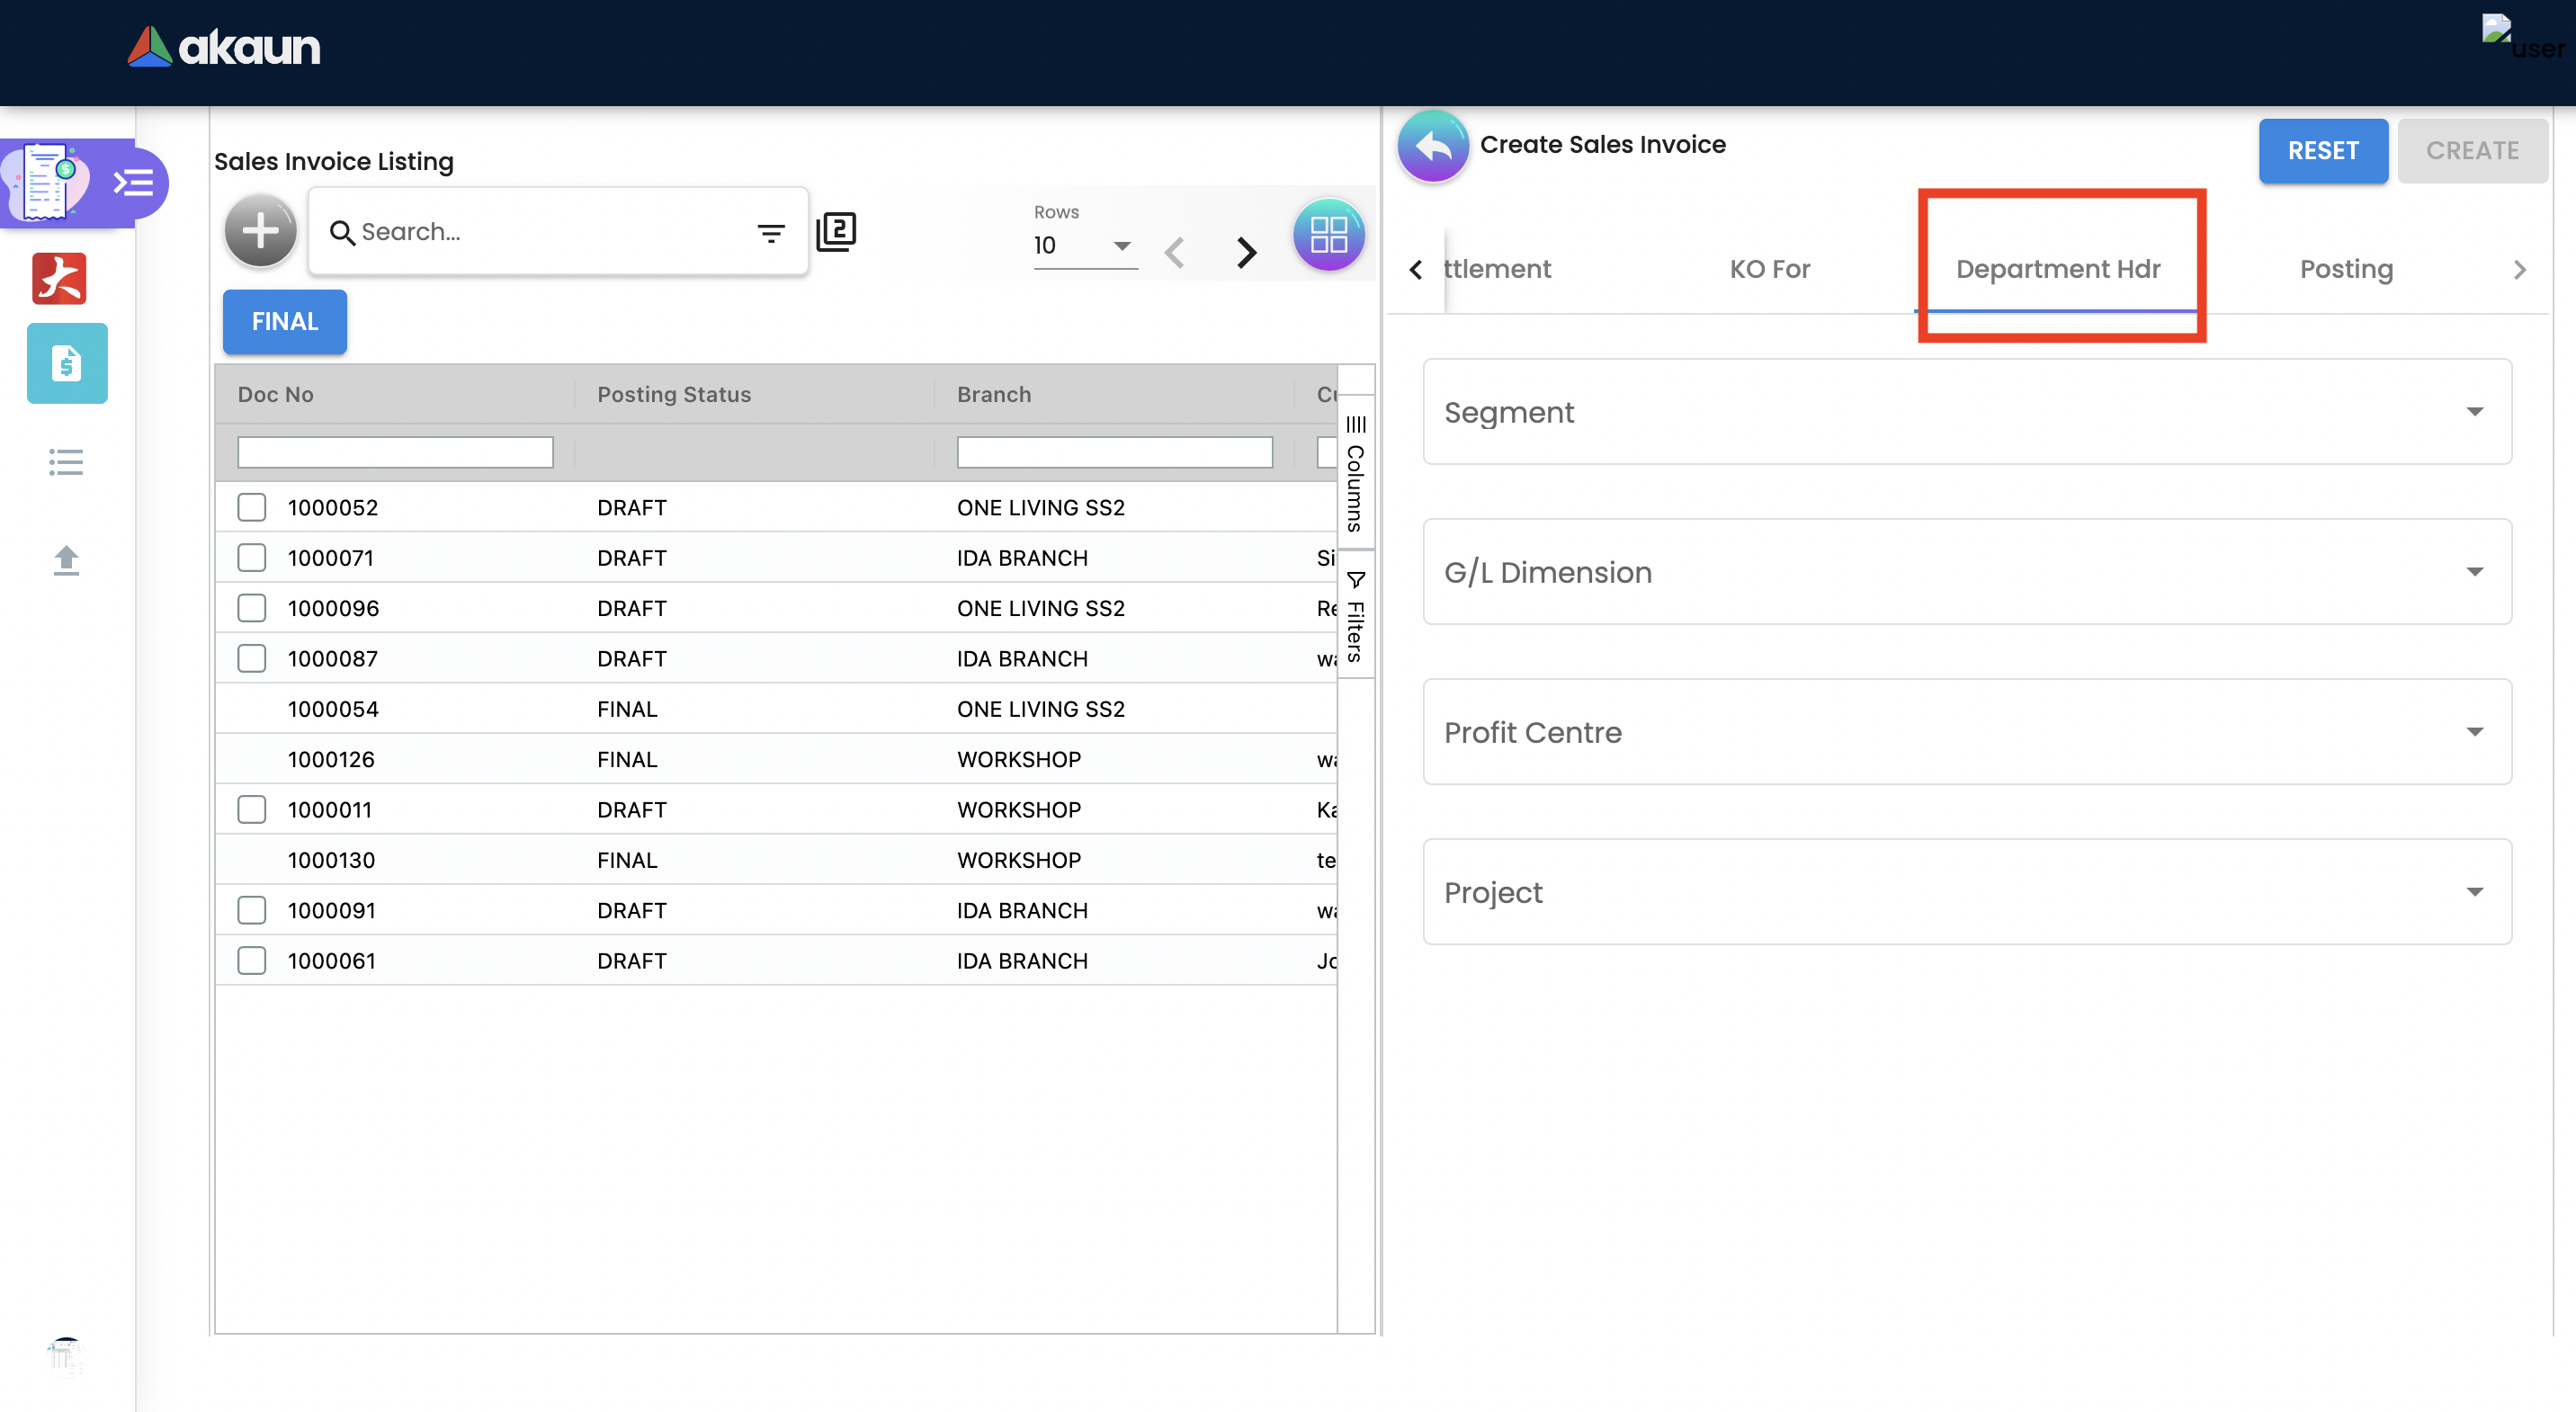 akaun
user
Sales Invoice Listing
Search...
2
Rows
10
FINAL
Doc No Posting Status Branch
1000052 DRAFT ONE LIVING SS2
1000071 DRAFT IDA BRANCH Si
1000096 DRAFT ONE LIVING SS2 Re
1000087 DRAFT IDA BRANCH wa
1000054 FINAL ONE LIVING SS2
1000126 FINAL WORKSHOP wa
1000011 DRAFT WORKSHOP Ka
1000130 FINAL WORKSHOP te
1000091 DRAFT IDA BRANCH wa
1000061 DRAFT IDA BRANCH Jo
Columns
Filters
Create Sales Invoice
RESET CREATE
ttlement KO For Department Hdr Posting
Segment
G/L Dimension
Profit Centre
Project